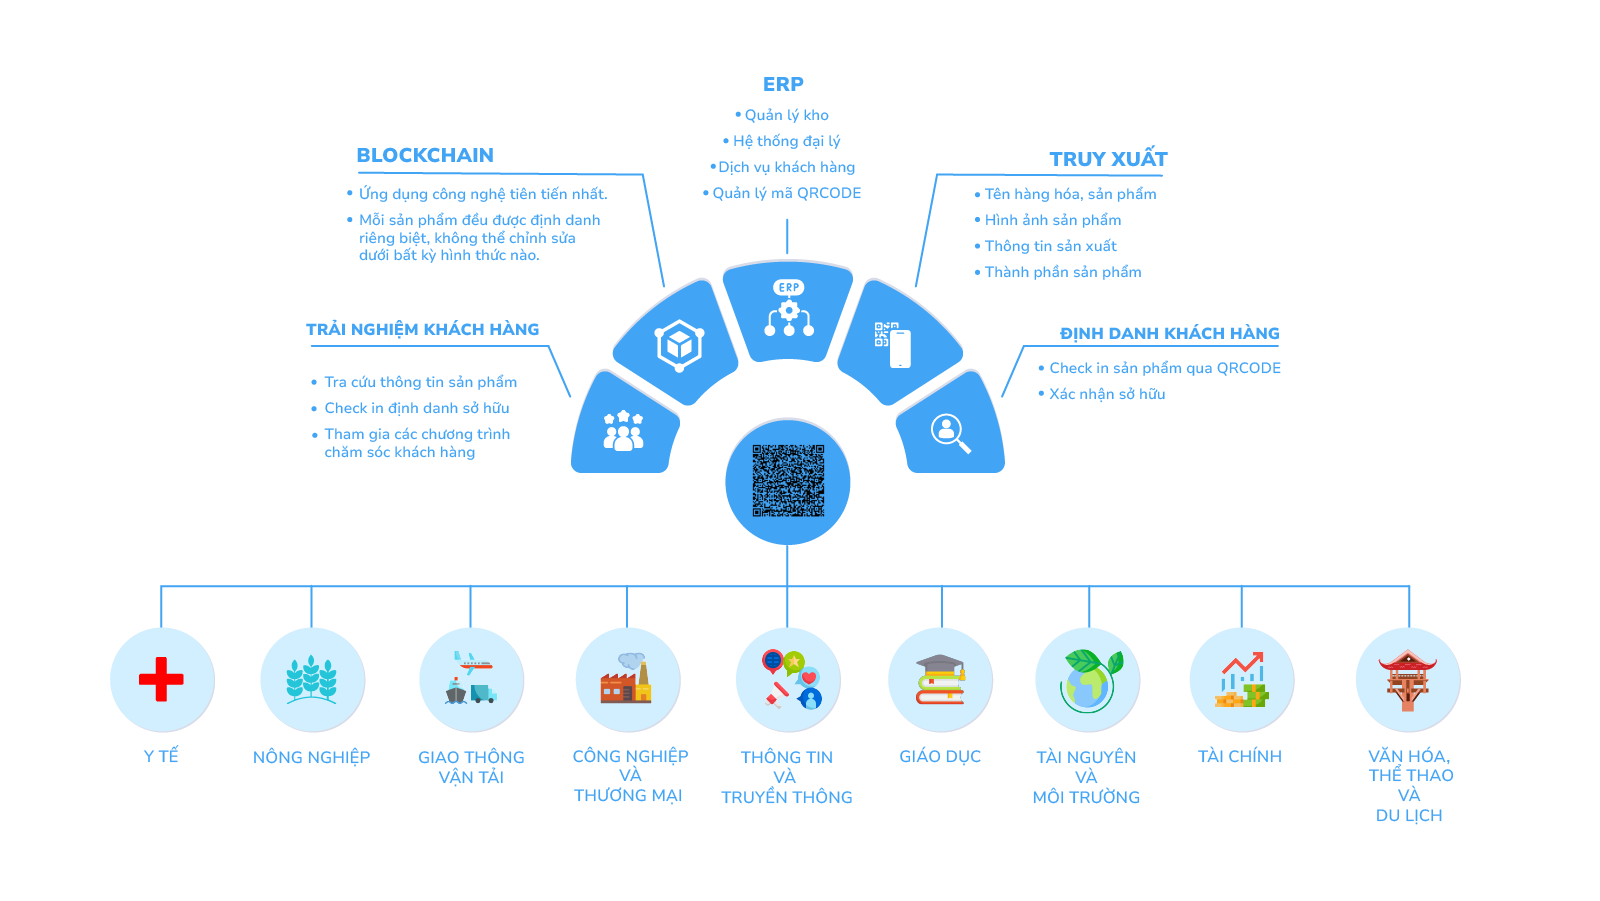 ERP
Quản lý kho
Hệ thống đại lý
Dịch vụ khách hàng
Quản lý mã QRCODE
BLOCKCHAIN
Ứng dụng công nghệ tiên tiến nhất.
Mỗi sản phẩm đều được định danh
riêng biệt, không thể chỉnh sửa
dưới bất kỳ hình thức nào.
TRUY XUẤT
Tên hàng hóa, sản phẩm
Hình ảnh sản phẩm
Thông tin sản xuất
Thành phần sản phẩm
TRẢI NGHIỆM KHÁCH HÀNG
Tra cứu thông tin sản phẩm
Check in định danh sở hữu
Tham gia các chương trình
chăm sóc khách hàng
ĐỊNH DANH KHÁCH HÀNG
Check in sản phẩm qua QRCODE
Xác nhận sở hữu
ERP
Y TẾ
NÔNG NGHIỆP
GIAO THÔNG
VẬN TẢI
CÔNG NGHIỆP
VÀ
THƯƠNG MẠI
THÔNG TIN
VÀ
TRUYỀN THÔNG
GIÁO DỤC
TÀI NGUYÊN
VÀ
MÔI TRƯỜNG
TÀI CHÍNH
VĂN HÓA,
THỂ THAO
VÀ
DU LỊCH